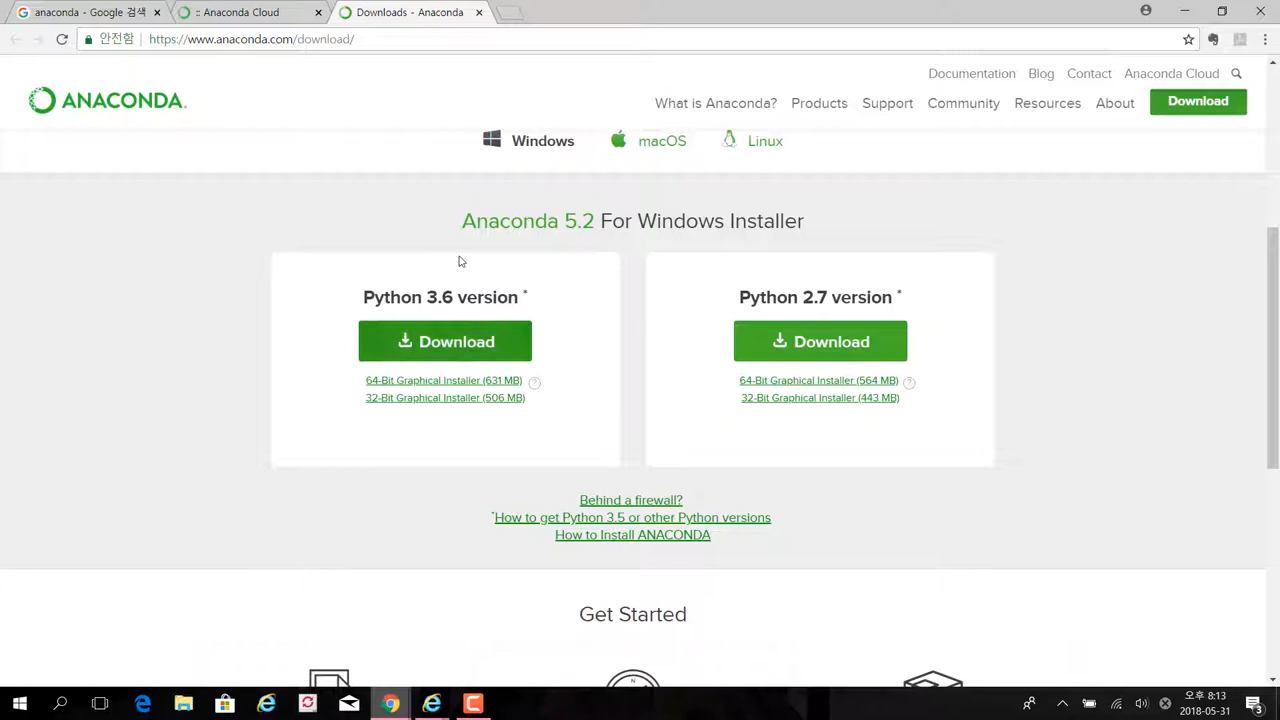 anaconda - Google 검색
:: Anaconda Cloud
Downloads - Anaconda
안전함
https://www.anaconda.com/download/
Documentation
Blog
Contact
Anaconda Cloud
ANACONDA.
What is Anaconda?
Products
Support
Community
Resources
About
Download
Windows
macOS
Linux
Anaconda 5.2 For Windows Installer
Python 3.6 version *
Download
64-Bit Graphical Installer (631 MB) ?
32-Bit Graphical Installer (506 MB)
Python 2.7 version *
Download
64-Bit Graphical Installer (564 MB) ?
32-Bit Graphical Installer (443 MB)
Behind a firewall?
*How to get Python 3.5 or other Python versions
How to Install ANACONDA
Get Started
오후 8:13
2018-05-31
3